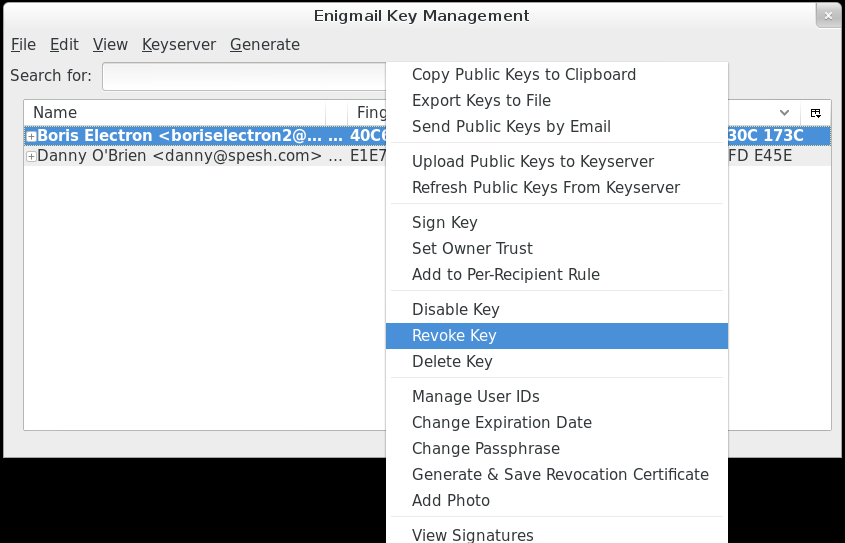 Enigmail Key Management
File Edit View Keyserver Generate
Search for:
Name Fing
Boris Electron <boriselectron2@... ... 40C6 30C 173C
Danny O'Brien <danny@spesh.com> ... E1E7 FD E45E
Copy Public Keys to Clipboard
Export Keys to File
Send Public Keys by Email
Upload Public Keys to Keyserver
Refresh Public Keys From Keyserver
Sign Key
Set Owner Trust
Add to Per-Recipient Rule
Disable Key
Revoke Key
Delete Key
Manage User IDs
Change Expiration Date
Change Passphrase
Generate & Save Revocation Certificate
Add Photo
View Signatures